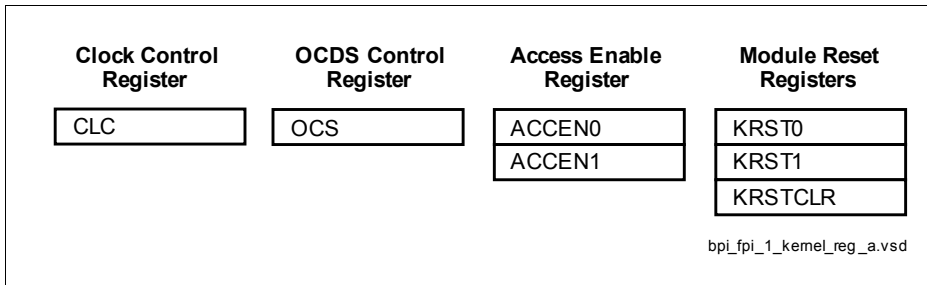 Clock Control
Register
OCDS Control
Register
Access Enable
Register
Module Reset
Registers
CLC
OCS
ACCEN0
ACCEN1
KRST0
KRST1
KRSTCLR
bpi_fpi_1_kernel_reg_a.vsd